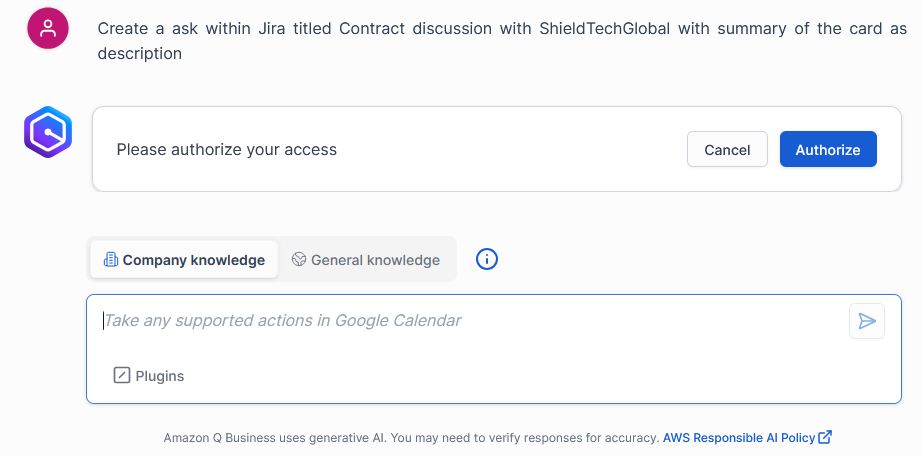 Create a ask within Jira titled Contract discussion with ShieldTechGlobal with summary of the card as
description
Please authorize your access
Cancel
Authorize
Company knowledge
General knowledge
Take any supported actions in Google Calendar
Plugins
Amazon Q Business uses generative AI. You may need to verify responses for accuracy. AWS Responsible AI Policy